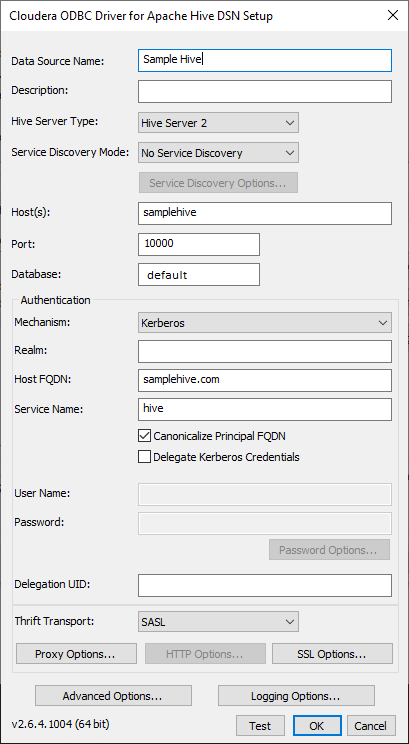 Cloudera ODBC Driver for Apache Hive DSN Setup
Data Source Name: Sample Hive
Description:
Hive Server Type: Hive Server 2
Service Discovery Mode: No Service Discovery
Service Discovery Options...
Host(s): samplehive
Port: 10000
Database: default
Authentication
Mechanism: Kerberos
Realm:
Host FQDN: samplehive.com
Service Name: hive
Canonicalize Principal FQDN
Delegate Kerberos Credentials
User Name:
Password:
Password Options...
Delegation UID:
Thrift Transport: SASL
Proxy Options... HTTP Options... SSL Options...
Advanced Options... Logging Options...
v2.6.4.1004 (64 bit) Test OK Cancel